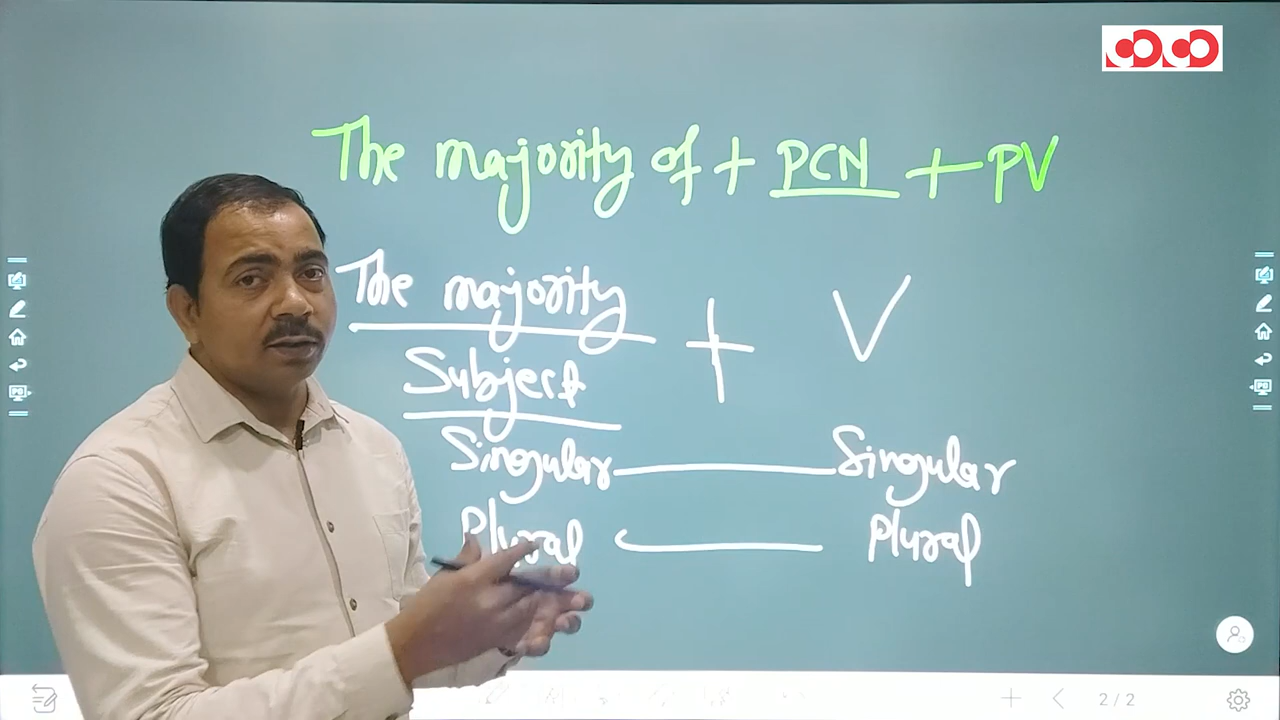 The majority of + PCN + PV
The majority + V
Subject
Singular — Singular
Plural — Plural
2/2